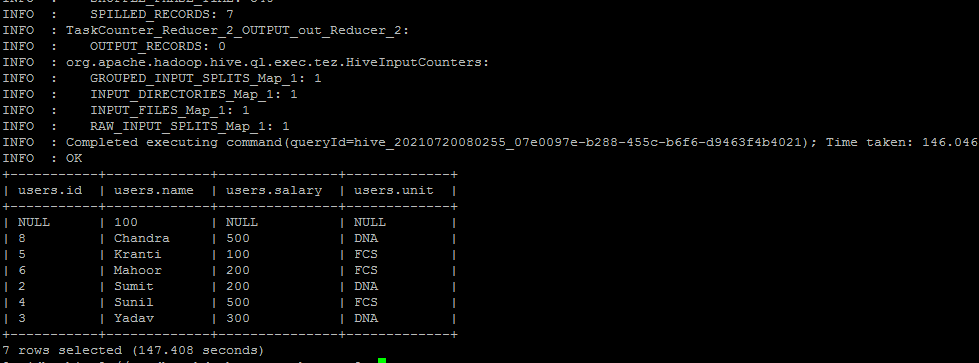 INFO  :     SPILLED_RECORDS: 7
INFO  : TaskCounter_Reducer_2_OUTPUT_out_Reducer_2:
INFO  :     OUTPUT_RECORDS: 0
INFO  : org.apache.hadoop.hive.ql.exec.tez.HiveInputCounters:
INFO  :     GROUPED_INPUT_SPLITS_Map_1: 1
INFO  :     INPUT_DIRECTORIES_Map_1: 1
INFO  :     INPUT_FILES_Map_1: 1
INFO  :     RAW_INPUT_SPLITS_Map_1: 1
INFO  : Completed executing command(queryId=hive_20210720080255_07e0097e-b288-455c-b6f6-d9463f4b4021); Time taken: 146.046
INFO  : OK
+-----------+-------------+---------------+-------------+
| users.id  | users.name  | users.salary  | users.unit  |
+-----------+-------------+---------------+-------------+
| NULL      | 100         | NULL          | NULL        |
| 8         | Chandra     | 500           | DNA         |
| 5         | Kranti      | 100           | FCS         |
| 6         | Mahoor      | 200           | FCS         |
| 2         | Sumit       | 200           | DNA         |
| 4         | Sunil       | 500           | FCS         |
| 3         | Yadav       | 300           | DNA         |
+-----------+-------------+---------------+-------------+
7 rows selected (147.408 seconds)